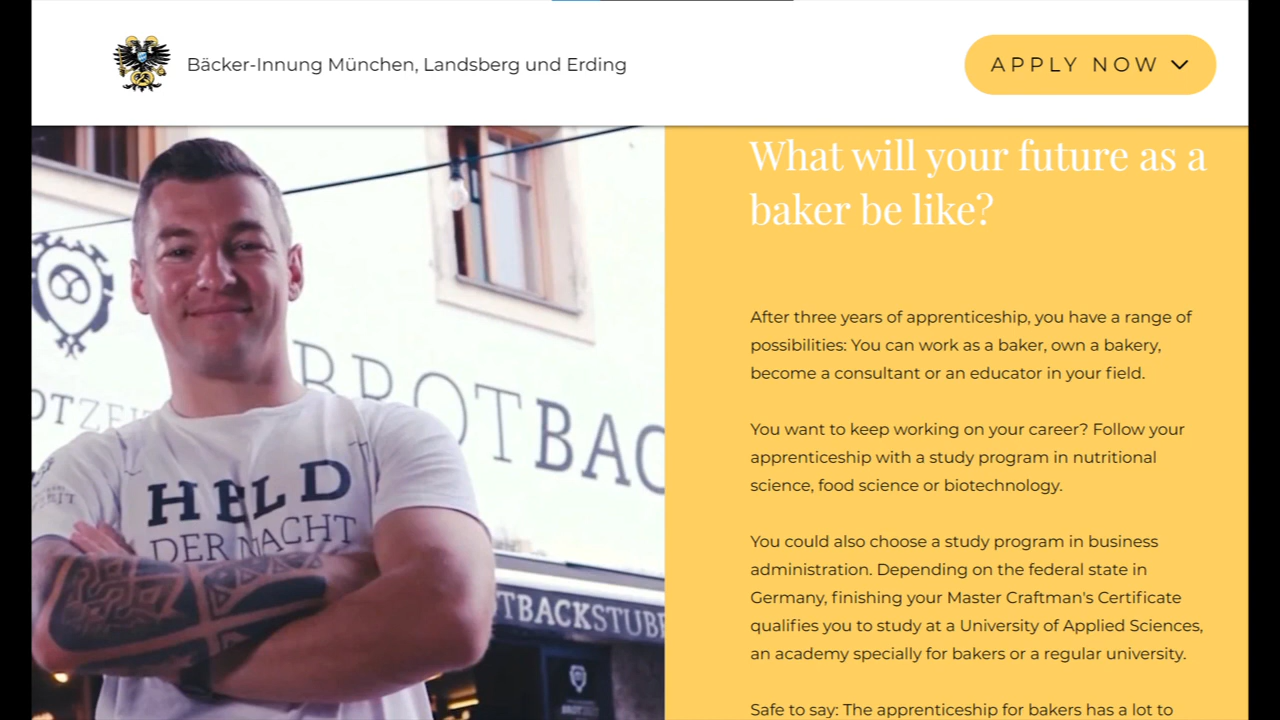 Bäcker-Innung München, Landsberg und Erding
APPLY NOW
What will your future as a
baker be like?
After three years of apprenticeship, you have a range of
possibilities: You can work as a baker, own a bakery,
become a consultant or an educator in your field.
You want to keep working on your career? Follow your
apprenticeship with a study program in nutritional
science, food science or biotechnology.
You could also choose a study program in business
administration. Depending on the federal state in
Germany, finishing your Master Craftman's Certificate
qualifies you to study at a University of Applied Sciences,
an academy specially for bakers or a regular university.
Safe to say: The apprenticeship for bakers has a lot to
BROTBAC
OTZEIT
HELD
DER NACHT
TBACKSTUBE